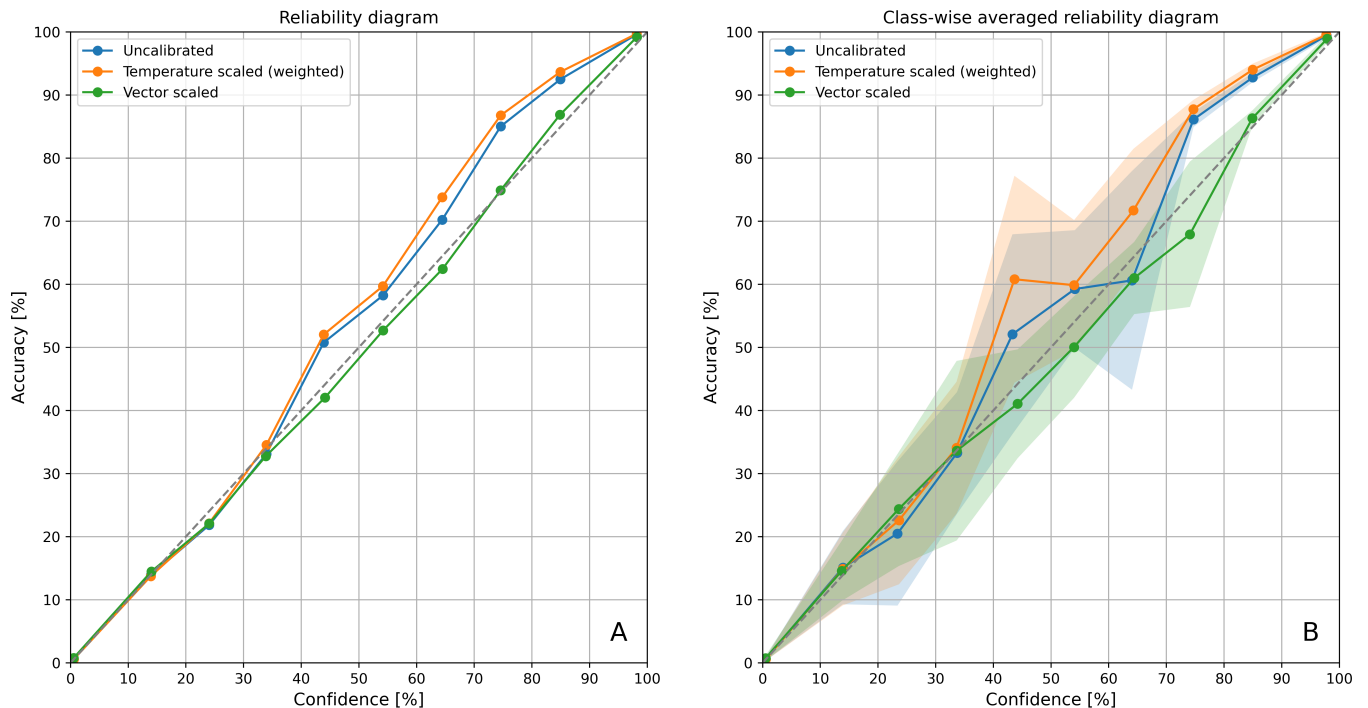 Reliability diagram
100
90
80
70
60
50
40
30
20
10
0
Accuracy [%]
Uncalibrated
Temperature scaled (weighted)
Vector scaled
A
0 10 20 30 40 50 60 70 80 90 100
Confidence [%]
Class-wise averaged reliability diagram
100
90
80
70
60
50
40
30
20
10
0
Accuracy [%]
Uncalibrated
Temperature scaled (weighted)
Vector scaled
B
0 10 20 30 40 50 60 70 80 90 100
Confidence [%]